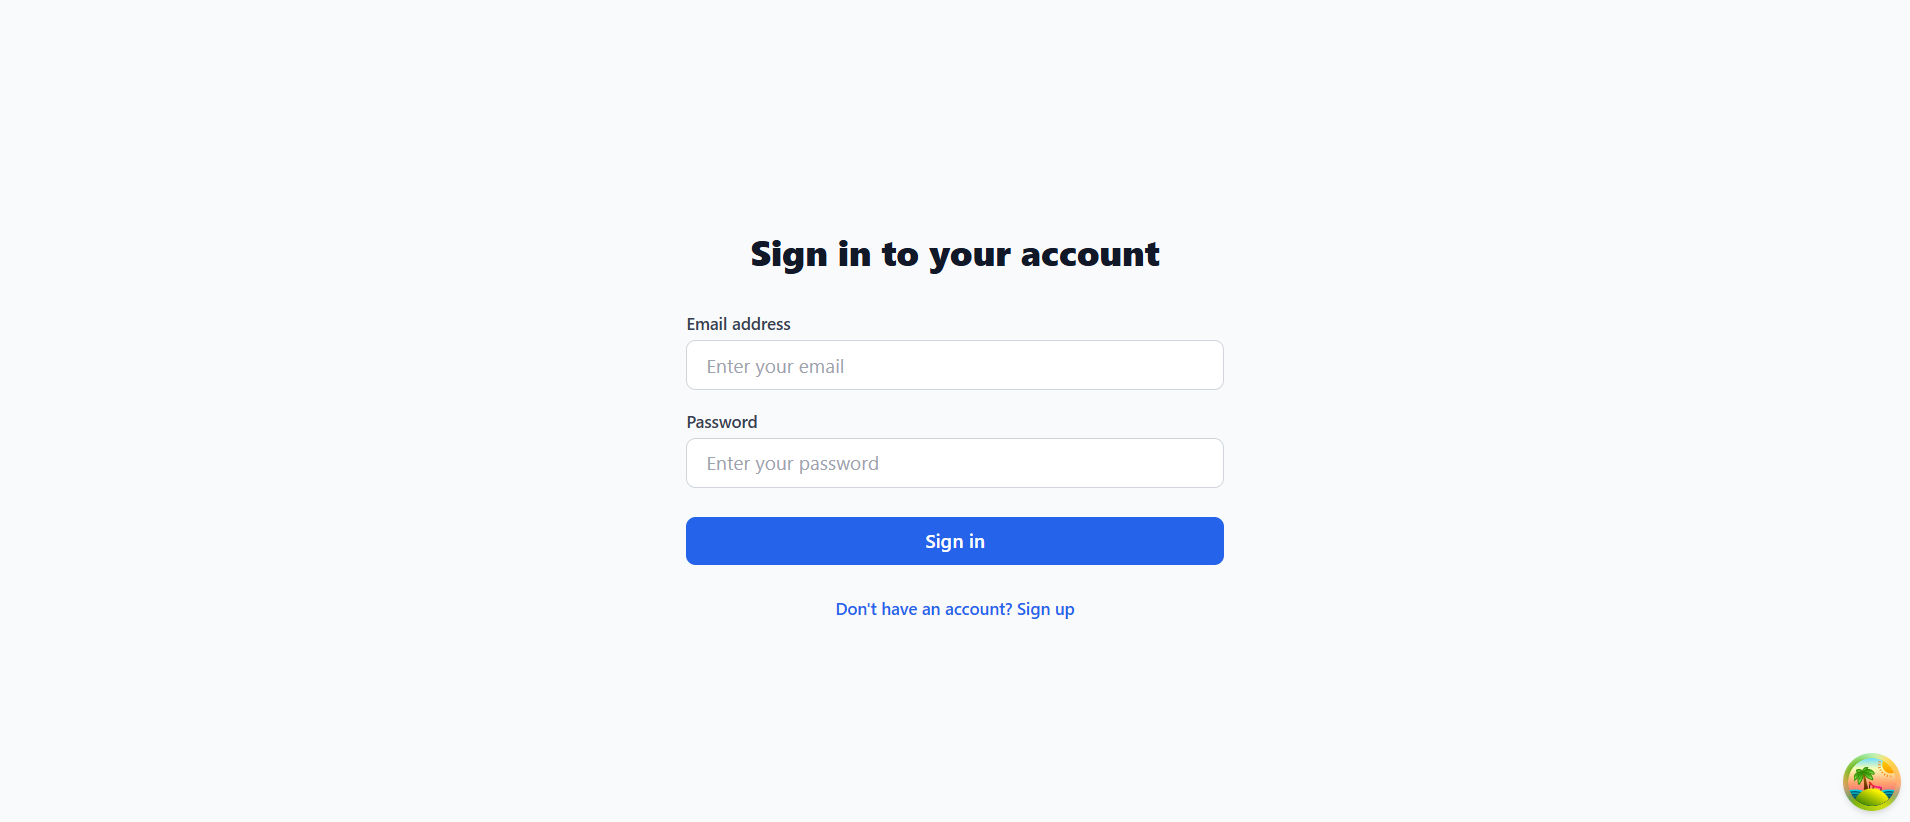 Sign in to your account
Email address
Enter your email
Password
Enter your password
Sign in
Don't have an account? Sign up